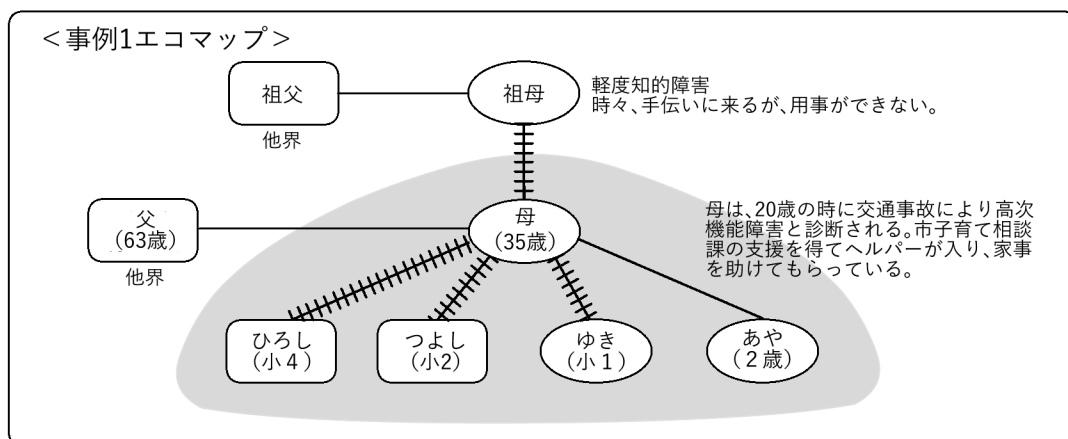 ＜事例1エコマップ＞
祖父
他界
祖母
軽度知的障害
時々、手伝いに来るが、用事ができない。
父
（63歳）
他界
母
（35歳）
母は、20歳の時に交通事故により高次
機能障害と診断される。市子育て相談
課の支援を得てヘルパーが入り、家事
を助けてもらっている。
ひろし
（小４）
つよし
（小2）
ゆき
（小１）
あや
（２歳）